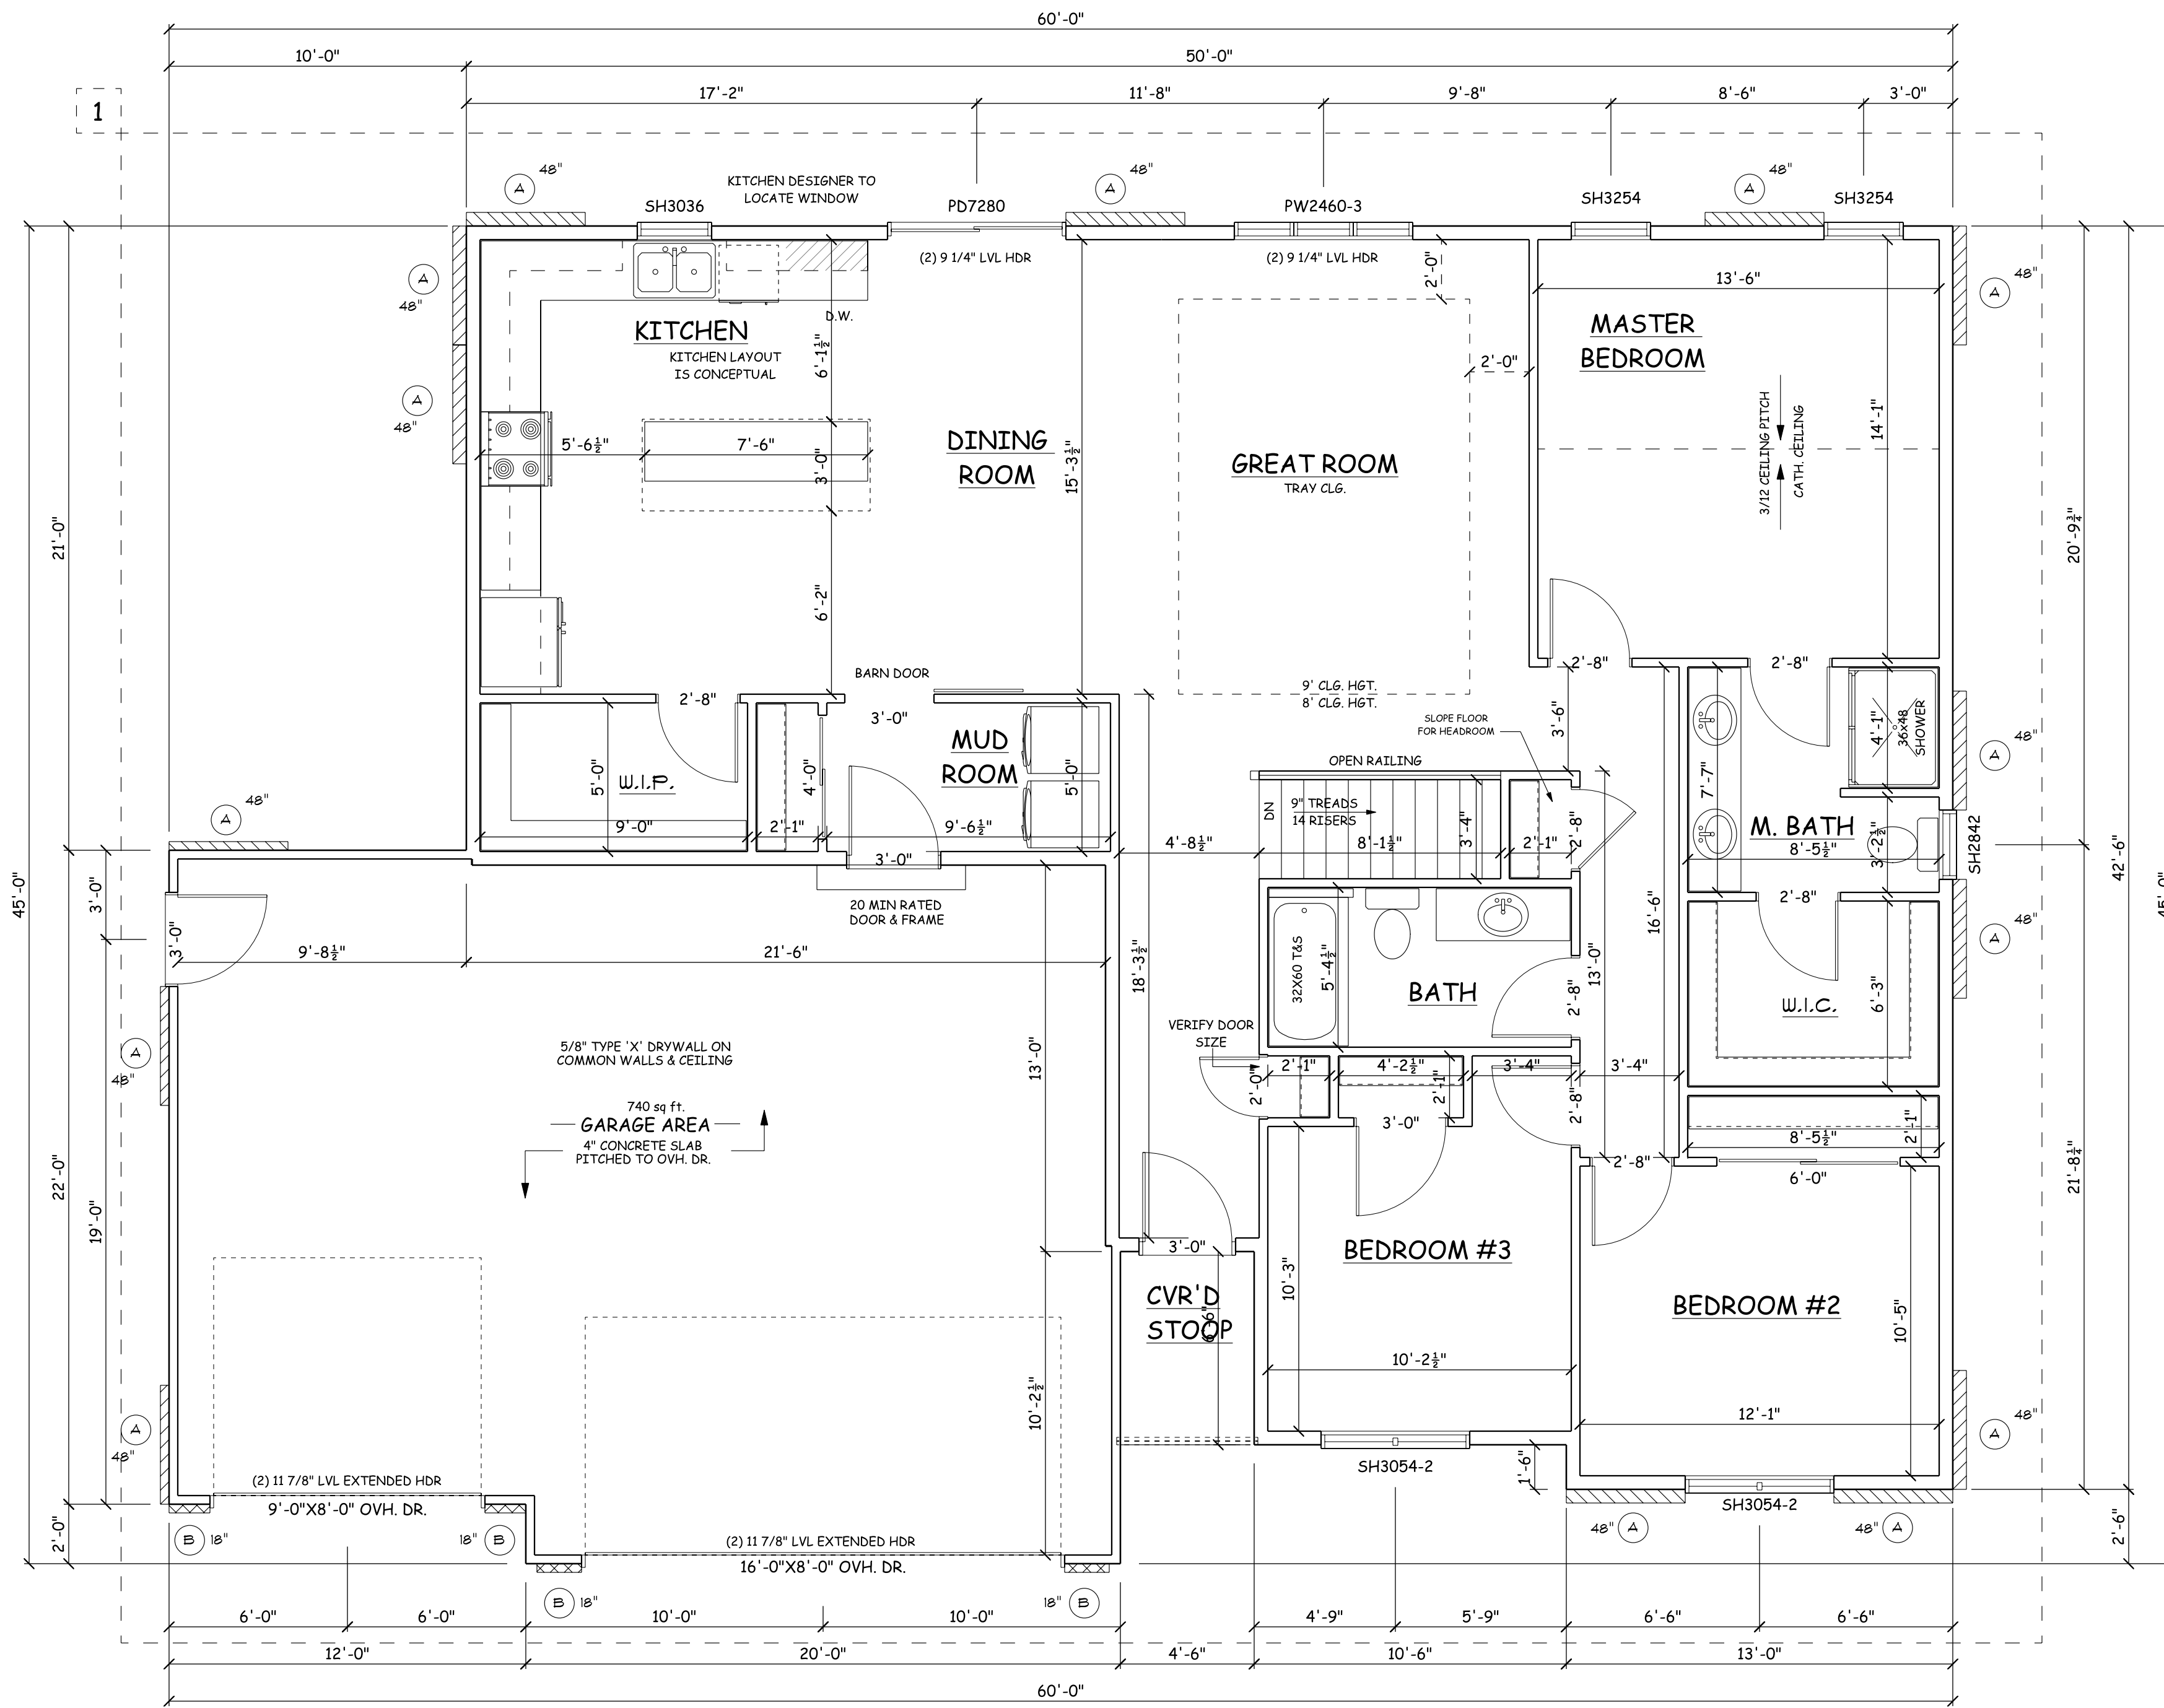 60'-0"
10'-0"
50'-0"
17'-2"
11'-8"
9'-8"
8'-6"
3'-0"
1
A 48"
KITCHEN DESIGNER TO
LOCATE WINDOW
A 48"
A 48"
SH3036
PD7280
PW2460-3
SH3254
SH3254
(2) 9 1/4" LVL HDR
(2) 9 1/4" LVL HDR
2'-0"
13'-6"
A
48"
A 48"
D.W.
KITCHEN
KITCHEN LAYOUT
IS CONCEPTUAL
6'-1½"
MASTER
BEDROOM
2'-0"
A
48"
3/12 CEILING PITCH
CATH. CEILING
14'-1"
5'-6½"
7'-6"
3'-0"
DINING
ROOM
15'-3½"
GREAT ROOM
TRAY CLG.
21'-0"
20'-9¾"
6'-2"
BARN DOOR
2'-8"
3'-0"
9' CLG. HGT.
8' CLG. HGT.
2'-8"
2'-8"
SLOPE FLOOR
FOR HEADROOM
3'-6"
4'-1"
36x48
SHOWER
A 48"
MUD
ROOM
W.I.P.
5'-0"
4'-0"
5'-0"
OPEN RAILING
7'-7"
DN
9" TREADS
14 RISERS
3'-4"
2'-8"
9'-0"
2'-1"
9'-6½"
4'-8½"
8'-1½"
2'-1"
M. BATH
8'-5½"
3'-2½"
SH2842
A 48"
3'-0"
2'-8"
42'-6"
45'-0"
45'-0"
3'-0"
3'-0"
20 MIN RATED
DOOR & FRAME
9'-8½"
21'-6"
18'-3½"
32X60 T&S
5'-4½"
BATH
2'-8"
13'-0"
16'-6"
6'-3"
W.I.C.
A 48"
VERIFY DOOR
SIZE
A
48"
5/8" TYPE 'X' DRYWALL ON
COMMON WALLS & CEILING
13'-0"
2'-0"
2'-1"
4'-2½"
2'-1"
3'-4"
3'-4"
2'-8"
740 sq ft.
GARAGE AREA
4" CONCRETE SLAB
PITCHED TO OVH. DR.
3'-0"
8'-5½"
2'-1"
2'-8"
6'-0"
22'-0"
19'-0"
21'-8¼"
3'-0"
BEDROOM #3
10'-3"
CVR'D
STOOP
6'-6"
BEDROOM #2
10'-5"
10'-2½"
10'-2½"
12'-1"
A
48"
A 48"
SH3054-2
1'-6"
SH3054-2
(2) 11 7/8" LVL EXTENDED HDR
9'-0"X8'-0" OVH. DR.
B 18"
18" B
2'-0"
(2) 11 7/8" LVL EXTENDED HDR
16'-0"X8'-0" OVH. DR.
48" A
48" A
2'-6"
B 18"
18" B
6'-0"
6'-0"
10'-0"
10'-0"
4'-9"
5'-9"
6'-6"
6'-6"
12'-0"
20'-0"
4'-6"
10'-6"
13'-0"
60'-0"